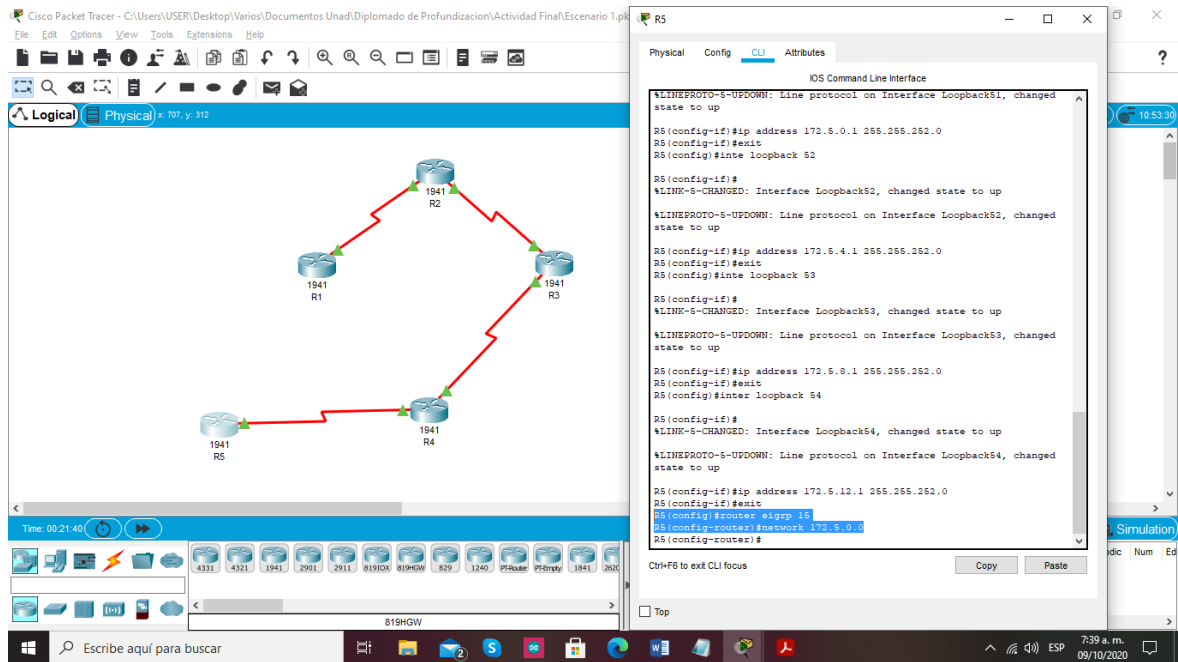 Cisco Packet Tracer - C:\Users\USER\Desktop\Varios\Documentos Unad\Diplomado de Profundizacion\Actividad Final\Escenario 1.pk
File Edit Options View Tools Extensions Help
?
Logical Physical x: 707, y: 312
10:53:30
1941
R2
1941
R1
1941
R3
1941
R4
1941
R5
Time: 00:21:40
Simulation
4331 4321 1941 2901 2911 819IOX 819HGW 829 1240 PT-Router PT-Empty 1841 2620
Num Ed
819HGW
R5
Physical Config CLI Attributes
IOS Command Line Interface
%LINEPROTO-5-UPDOWN: Line protocol on Interface Loopback51, changed
state to up
R5(config-if)#ip address 172.5.0.1 255.255.252.0
R5(config-if)#exit
R5(config)#inte loopback 52
R5(config-if)#
%LINK-5-CHANGED: Interface Loopback52, changed state to up
%LINEPROTO-5-UPDOWN: Line protocol on Interface Loopback52, changed
state to up
R5(config-if)#ip address 172.5.4.1 255.255.252.0
R5(config-if)#exit
R5(config)#inte loopback 53
R5(config-if)#
%LINK-5-CHANGED: Interface Loopback53, changed state to up
%LINEPROTO-5-UPDOWN: Line protocol on Interface Loopback53, changed
state to up
R5(config-if)#ip address 172.5.8.1 255.255.252.0
R5(config-if)#exit
R5(config)#inter loopback 54
R5(config-if)#
%LINK-5-CHANGED: Interface Loopback54, changed state to up
%LINEPROTO-5-UPDOWN: Line protocol on Interface Loopback54, changed
state to up
R5(config-if)#ip address 172.5.12.1 255.255.252.0
R5(config-if)#exit
R5(config)#router eigrp 15
R5(config-router)#network 172.5.0.0
R5(config-router)#
Ctrl+F6 to exit CLI focus
Copy Paste
Top
Escribe aquí para buscar
2
ESP
7:39 a. m.
09/10/2020